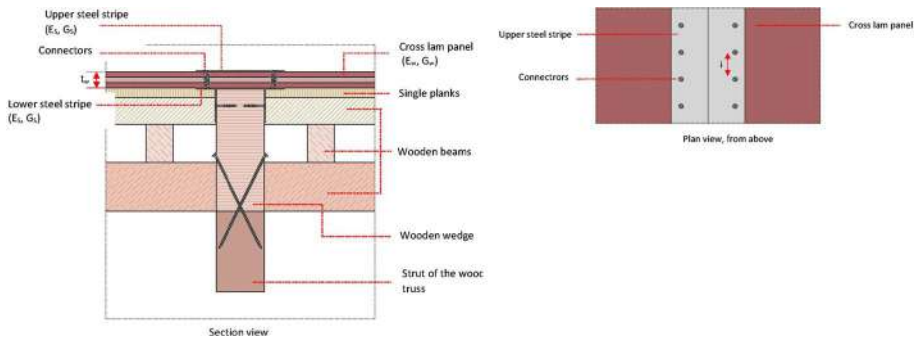 Upper steel stripe
(Eₛ, Gₛ)
Connectors
tw
Lower steel stripe
(Eₛ, Gₛ)
Cross lam panel
(Ew, Gw)
Single planks
Wooden beams
Wooden wedge
Strut of the wooc
truss
Section view
Upper steel stripe
Connectrors
i
Cross lam panel
Plan view, from above